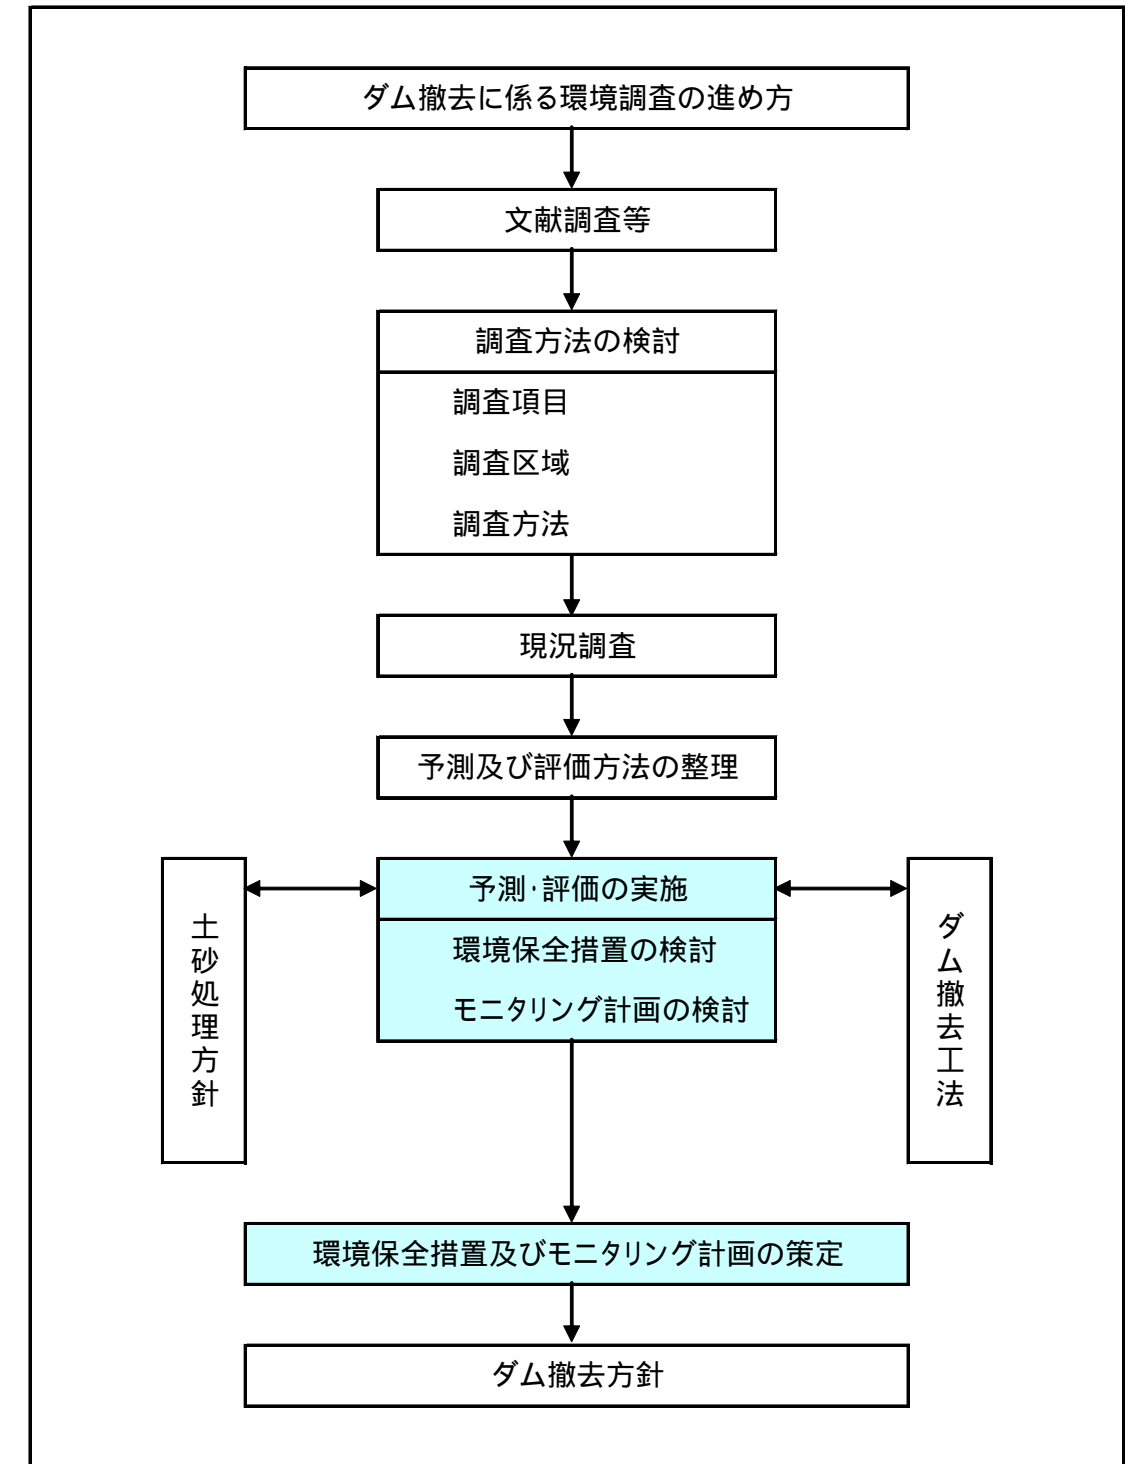 ダム撤去に係る環境調査の進め方
文献調査等
調査方法の検討
調査項目
調査区域
調査方法
現況調査
予測及び評価方法の整理
予測･評価の実施
環境保全措置の検討
モニタリング計画の検討
土砂処理方針
ダム撤去工法
環境保全措置及びモニタリング計画の策定
ダム撤去方針